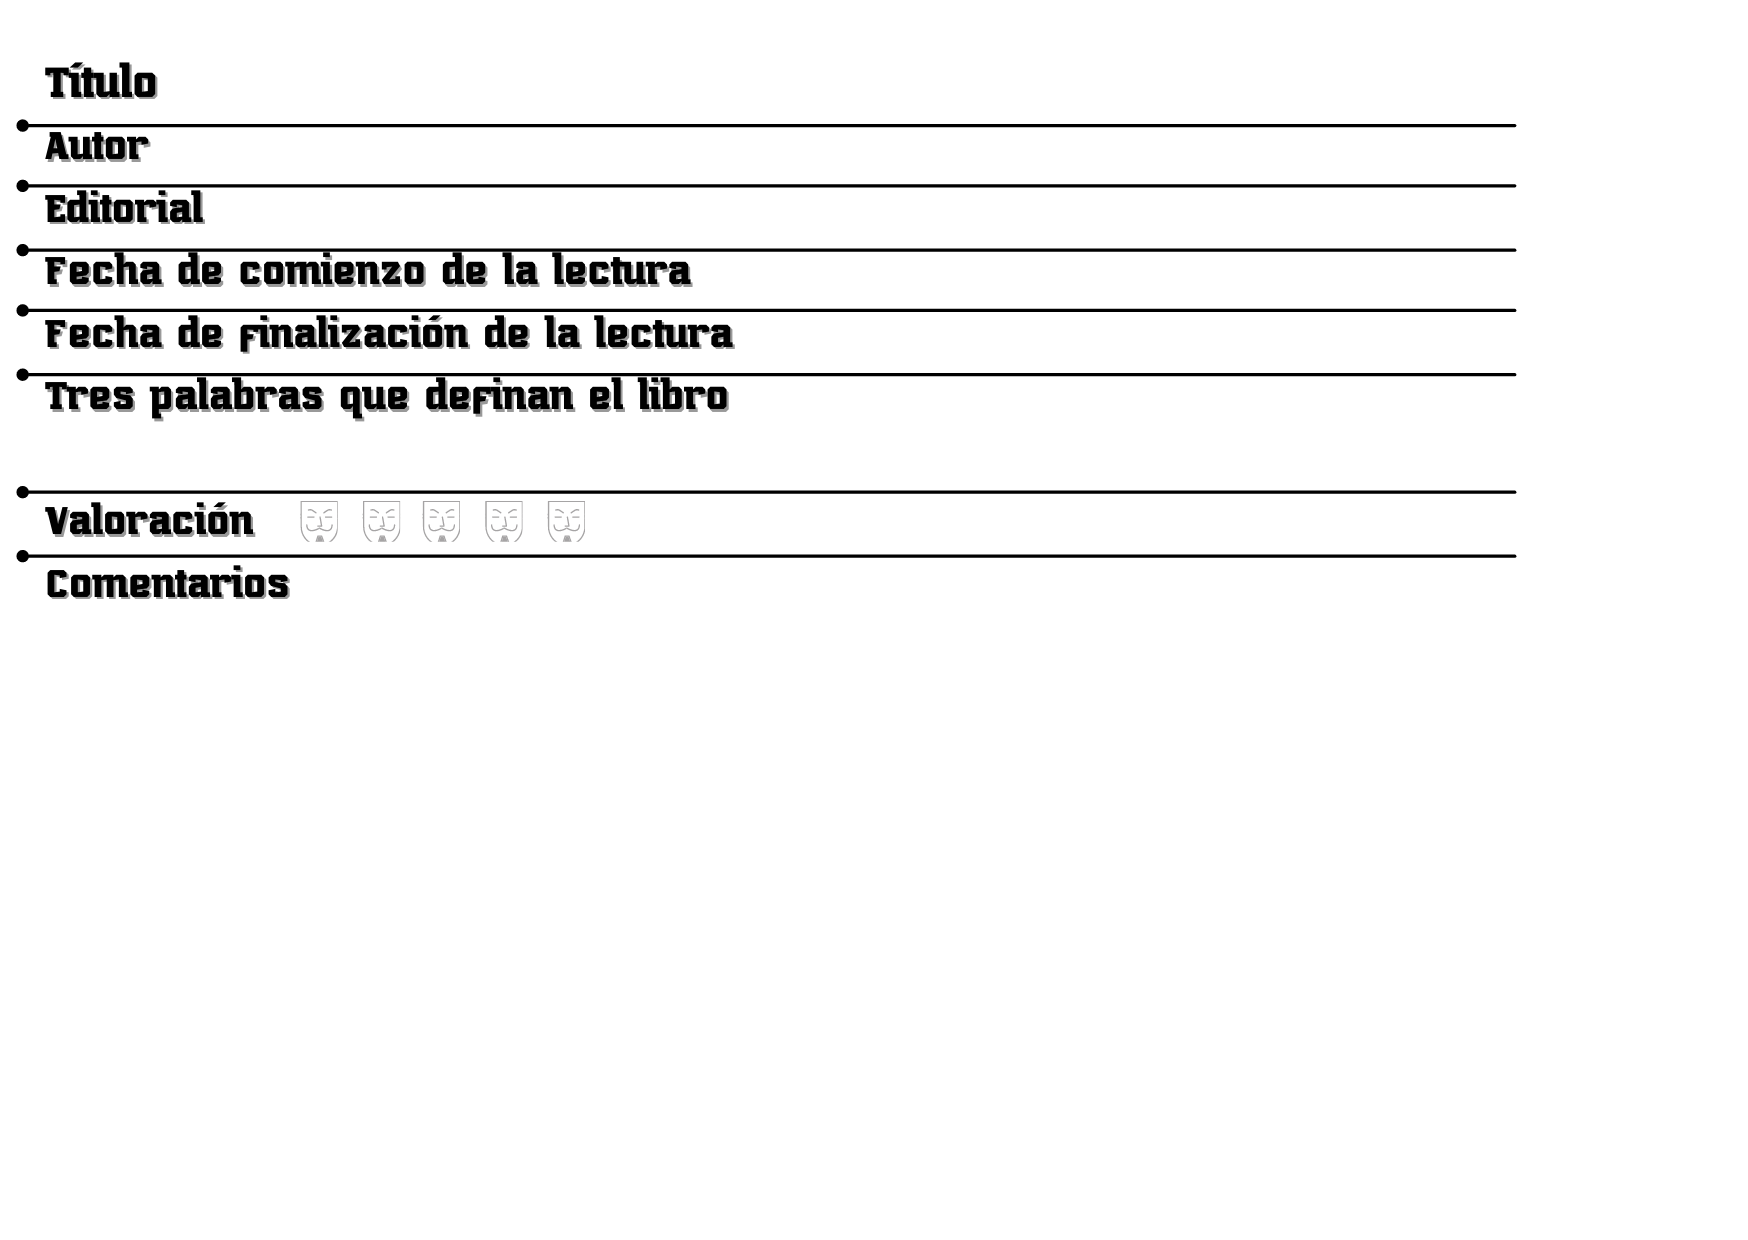 Título
Autor
Editorial
Fecha de comienzo de la lectura
Fecha de finalización de la lectura
Tres palabras que definan el libro
Valoración
Comentarios